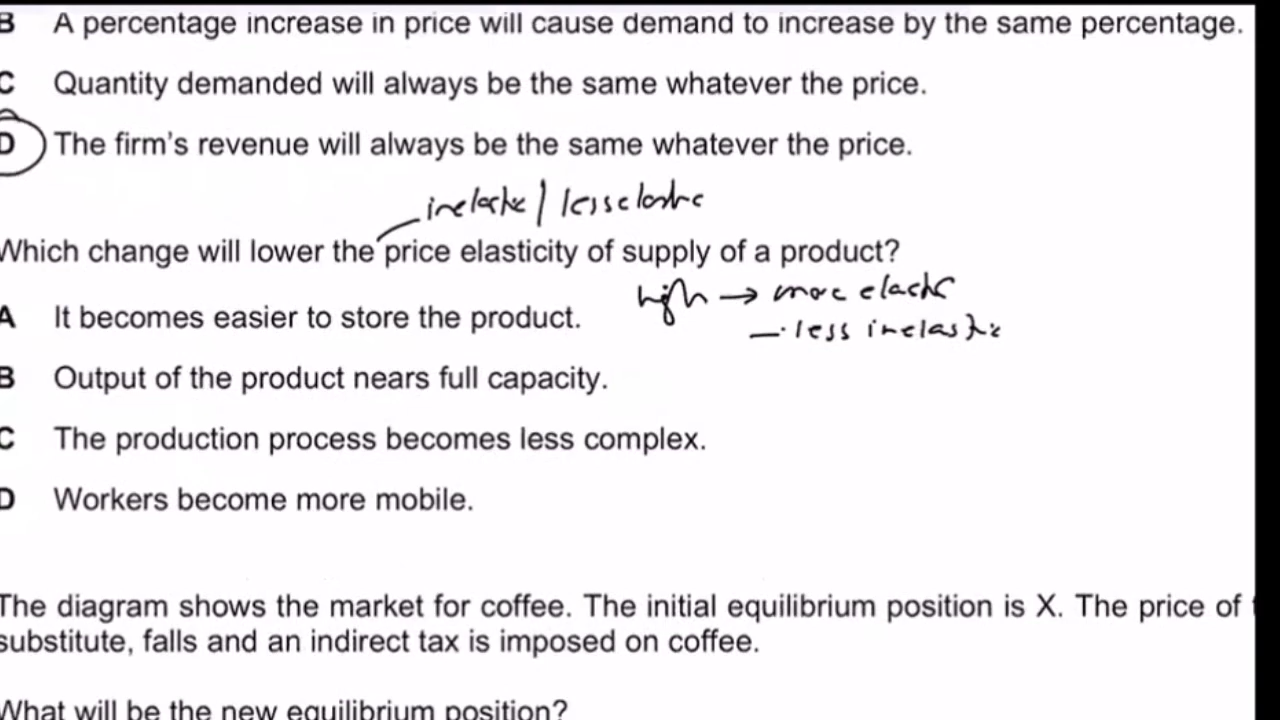 B A percentage increase in price will cause demand to increase by the same percentage.
C Quantity demanded will always be the same whatever the price.
D The firm's revenue will always be the same whatever the price.
inelastic / less elastic
Which change will lower the price elasticity of supply of a product?
high → more elastic
A It becomes easier to store the product.
— less inelastic
B Output of the product nears full capacity.
C The production process becomes less complex.
D Workers become more mobile.
The diagram shows the market for coffee. The initial equilibrium position is X. The price of
substitute, falls and an indirect tax is imposed on coffee.
What will be the new equilibrium position?